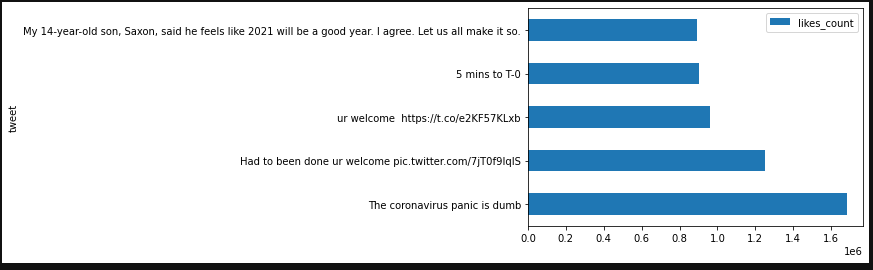 likes_count
My 14-year-old son, Saxon, said he feels like 2021 will be a good year. I agree. Let us all make it so.
5 mins to T-0
ur welcome https://t.co/e2KF57KLxb
Had to been done ur welcome pic.twitter.com/7jT0f9IqIS
The coronavirus panic is dumb
tweet
0.0 0.2 0.4 0.6 0.8 1.0 1.2 1.4 1.6
1e6